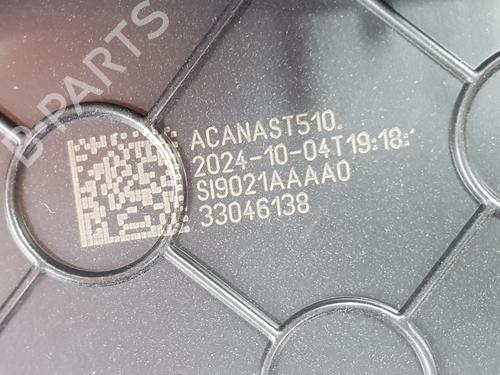 B PARTS
ACANAST510.
2024-10-04T19:18:
SI9021AAAA0
33046138